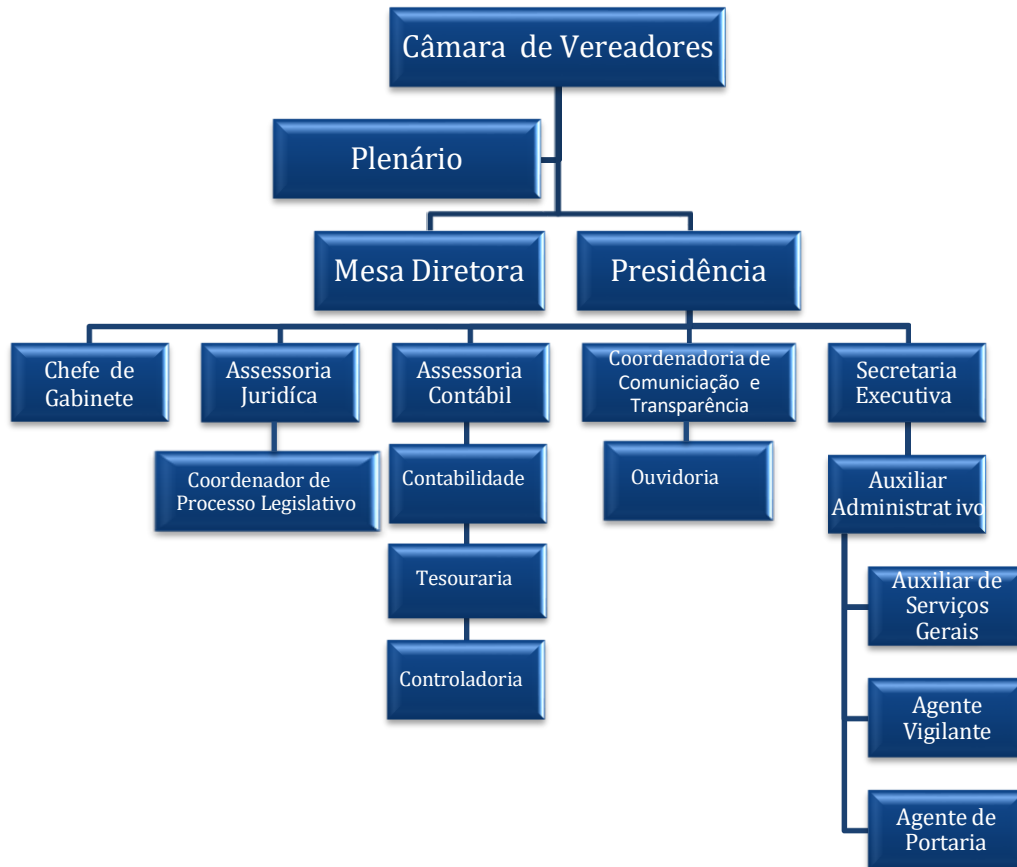 Câmara de Vereadores
Plenário
Mesa Diretora
Presidência
Chefe de
Gabinete
Assessoria
Juridíca
Assessoria
Contábil
Coordenadoria de
Comuniciação e
Transparência
Secretaria
Executiva
Coordenador de
Processo Legislativo
Contabilidade
Ouvidoria
Auxiliar
Administrat ivo
Tesouraria
Auxiliar de
Serviços
Gerais
Controladoria
Agente
Vigilante
Agente de
Portaria